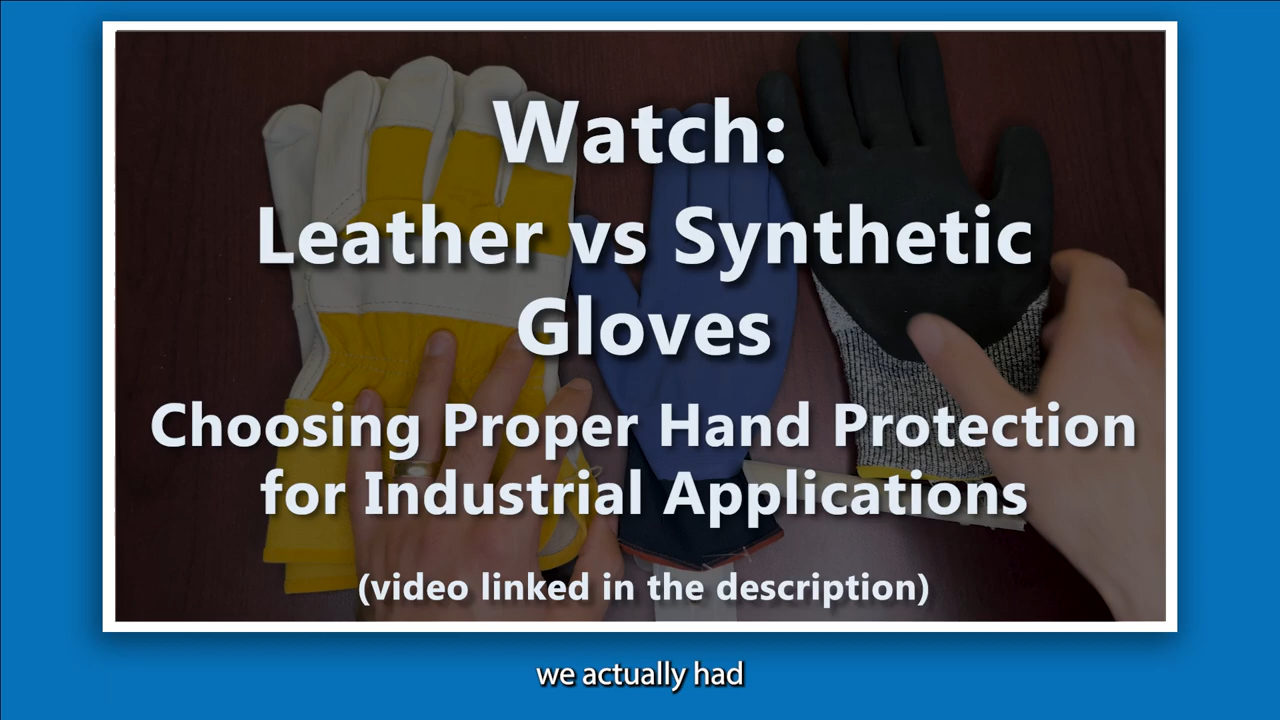 Watch:
Leather vs Synthetic
Gloves
Choosing Proper Hand Protection
for Industrial Applications
(video linked in the description)
we actually had